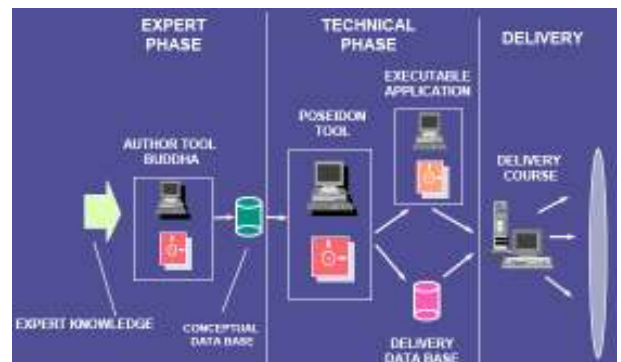 EXPERT
PHASE
TECHNICAL
PHASE
DELIVERY
EXECUTABLE
APPLICATION
POSEIDON
TOOL
AUTHOR TOOL
BUDDHA
DELIVERY
COURSE
EXPERT KNOWLEDGE
CONCEPTUAL
DATA BASE
DELIVERY
DATA BASE